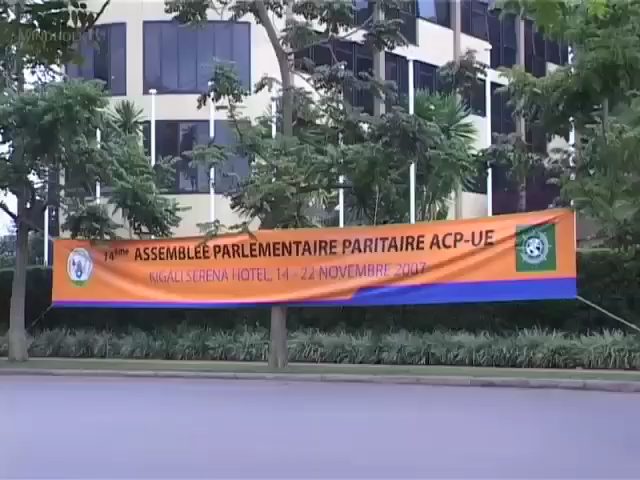 14ème ASSEMBLÉE PARLEMENTAIRE PARITAIRE ACP-UE
KIGALI SERENA HOTEL, 14 - 22 NOVEMBRE 2007